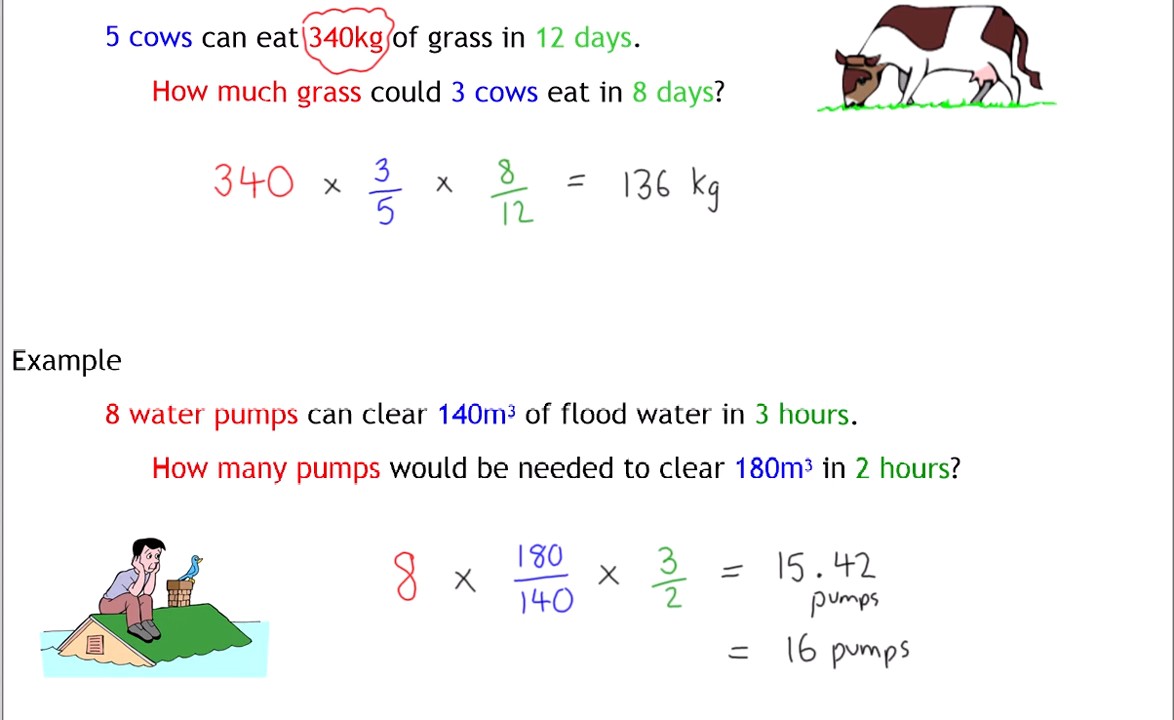 5 cows can eat 340kg of grass in 12 days.
How much grass could 3 cows eat in 8 days?
340 × 3/5 × 8/12 = 136 kg
Example
8 water pumps can clear 140m³ of flood water in 3 hours.
How many pumps would be needed to clear 180m³ in 2 hours?
8 × 180/140 × 3/2 = 15.42
pumps
= 16 pumps